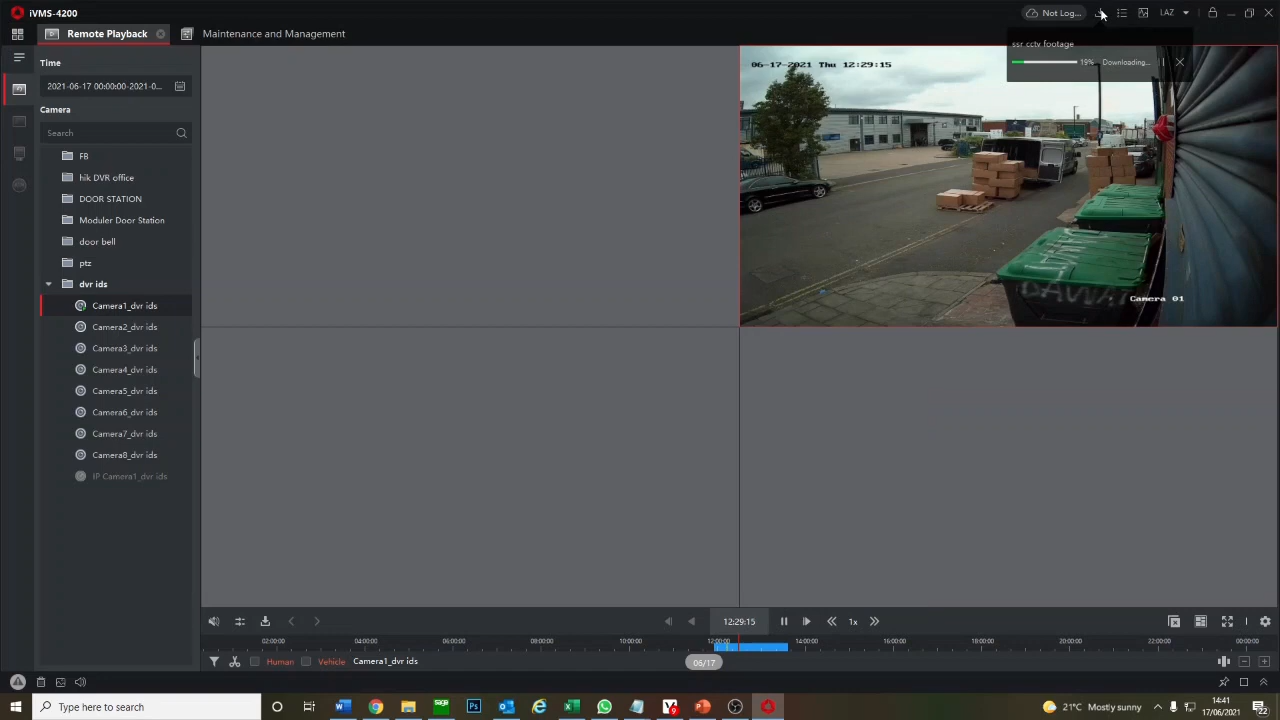 iVMS-4200
Not Log...
LAZ
Remote Playback
Maintenance and Management
ssr cctv footage
19% Downloading...
Time
2021-06-17 00:00:00-2021-0...
Camera
Search
FB
hik DVR office
DOOR STATION
Moduler Door Station
door bell
ptz
dvr ids
Camera1_dvr ids
Camera2_dvr ids
Camera3_dvr ids
Camera4_dvr ids
Camera5_dvr ids
Camera6_dvr ids
Camera7_dvr ids
Camera8_dvr ids
IP Camera1_dvr ids
06-17-2021 Thu 12:29:15
Camera 01
12:29:15
1x
02:00:00 04:00:00 06:00:00 08:00:00 10:00:00 12:00:00 14:00:00 16:00:00 18:00:00 20:00:00 22:00:00 00:00:00
Human Vehicle Camera1_dvr ids
06/17
Type here to search
sage
Ps
9
21°C Mostly sunny
14:41
17/06/2021
22